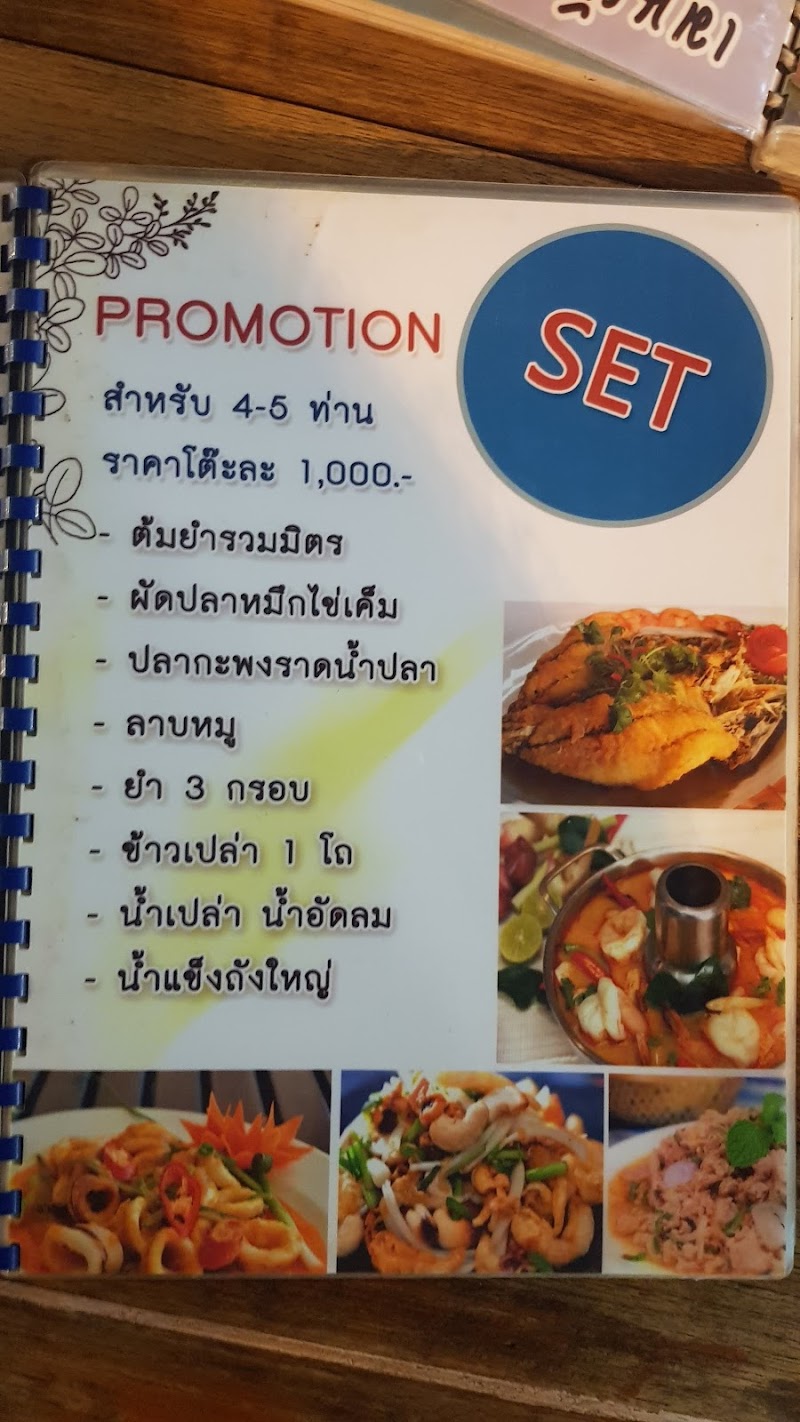 PROMOTION
SET
สำหรับ 4-5 ท่าน
ราคาโต๊ะละ 1,000.-
- ต้มยำรวมมิตร
- ผัดปลาหมึกไข่เค็ม
- ปลากะพงราดน้ำปลา
- ลาบหมู
- ยำ 3 กรอบ
- ข้าวเปล่า 1 โถ
- น้ำเปล่า น้ำอัดลม
- น้ำแข็งถังใหญ่